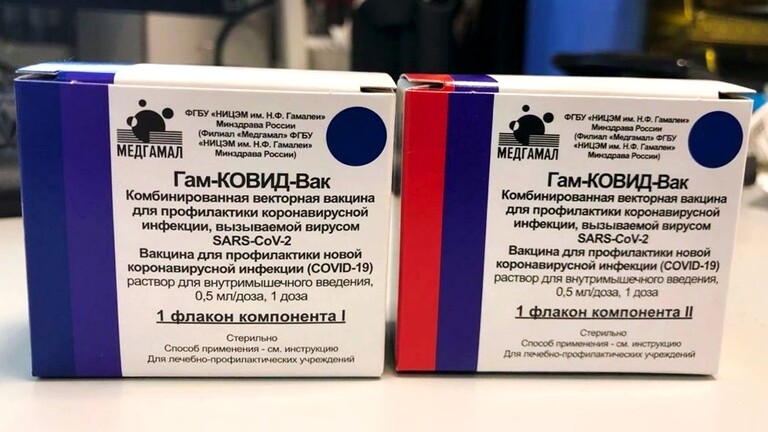 МЕДГАМАЛ
ФГБУ «НИЦЭМ им. Н.Ф. Гамалеи»
Минздрава России
(Филиал «Медгамал» ФГБУ
«НИЦЭМ им. Н.Ф. Гамалеи»
Минздрава России)
Гам-КОВИД-Вак
Комбинированная векторная вакцина
для профилактики коронавирусной
инфекции, вызываемой вирусом
SARS-CoV-2
Вакцина для профилактики новой
коронавирусной инфекции (COVID-19)
раствор для внутримышечного введения,
0,5 мл/доза, 1 доза
1 флакон компонента I
Стерильно
Способ применения - см. инструкцию
Для лечебно-профилактических учреждений
МЕДГАМАЛ
ФГБУ «НИЦЭМ им. Н.Ф. Гамалеи»
Минздрава России
(Филиал «Медгамал» ФГБУ
«НИЦЭМ им. Н.Ф. Гамалеи»
Минздрава России)
Гам-КОВИД-Вак
Комбинированная векторная вакцина
для профилактики коронавирусной
инфекции, вызываемой вирусом
SARS-CoV-2
Вакцина для профилактики новой
коронавирусной инфекции (COVID-19)
раствор для внутримышечного введения,
0,5 мл/доза, 1 доза
1 флакон компонента II
Стерильно
Способ применения - см. инструкцию
Для лечебно-профилактических учреждений